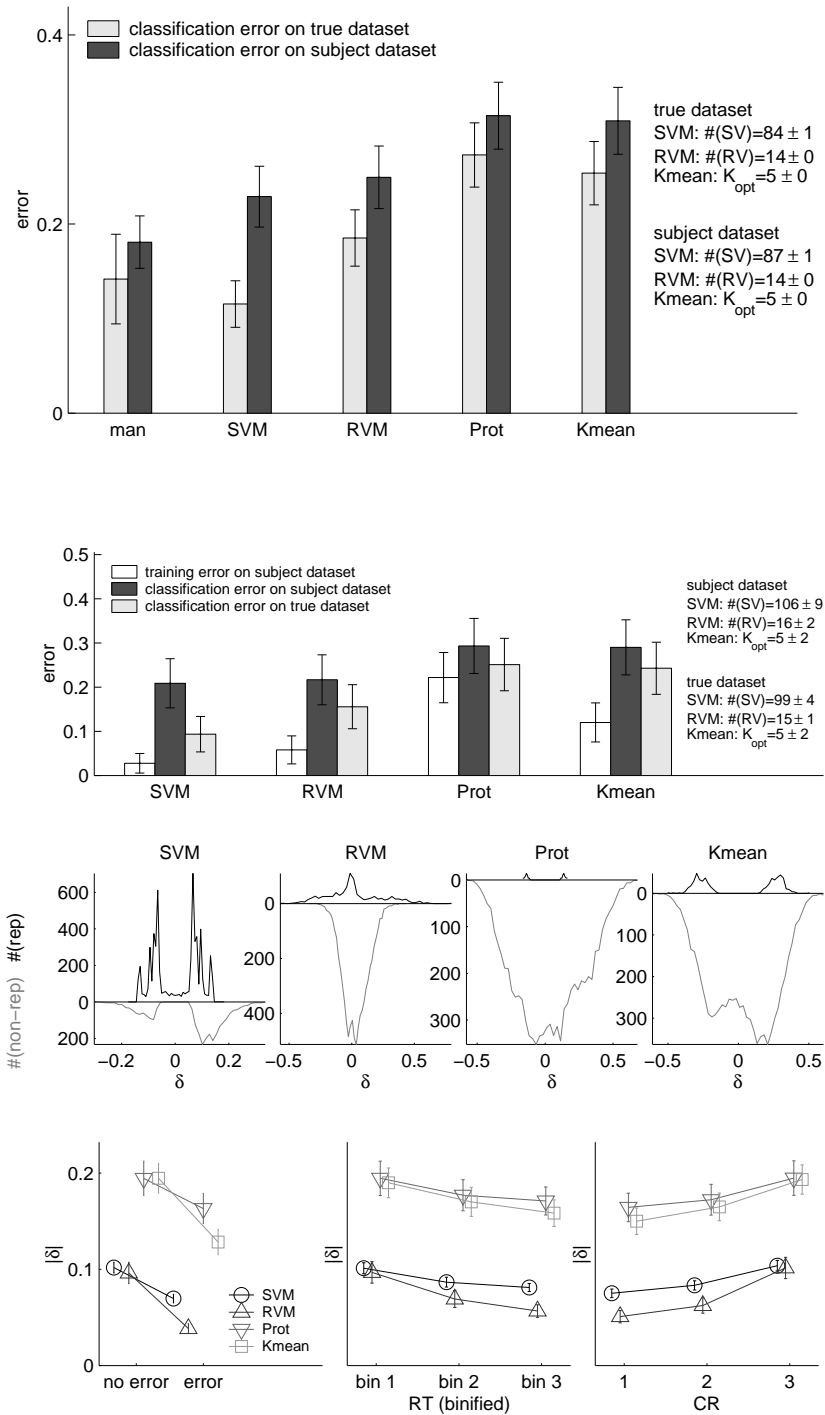 0.4
classification error on true dataset
classification error on subject dataset
true dataset
SVM: #(SV)=84 ± 1
RVM: #(RV)=14 ± 0
Kmean: K_opt=5 ± 0
error
0.2
subject dataset
SVM: #(SV)=87 ± 1
RVM: #(RV)=14 ± 0
Kmean: K_opt=5 ± 0
0
man SVM RVM Prot Kmean
0.5
training error on subject dataset
classification error on subject dataset
classification error on true dataset
0.4
0.3
0.2
0.1
0
error
subject dataset
SVM: #(SV)=106 ± 9
RVM: #(RV)=16 ± 2
Kmean: K_opt=5 ± 2
true dataset
SVM: #(SV)=99 ± 4
RVM: #(RV)=15 ± 1
Kmean: K_opt=5 ± 2
SVM RVM Prot Kmean
SVM RVM Prot Kmean
#(non−rep) #(rep)
600
400
200
0
200
−0.2 0 0.2
δ
0
200
400
−0.5 0 0.5
δ
0
100
200
300
−0.5 0 0.5
δ
0
100
200
300
−0.5 0 0.5
δ
0.2
0.1
0
|δ|
SVM
RVM
Prot
Kmean
no error error
|δ|
bin 1 bin 2 bin 3
RT (binified)
|δ|
1 2 3
CR